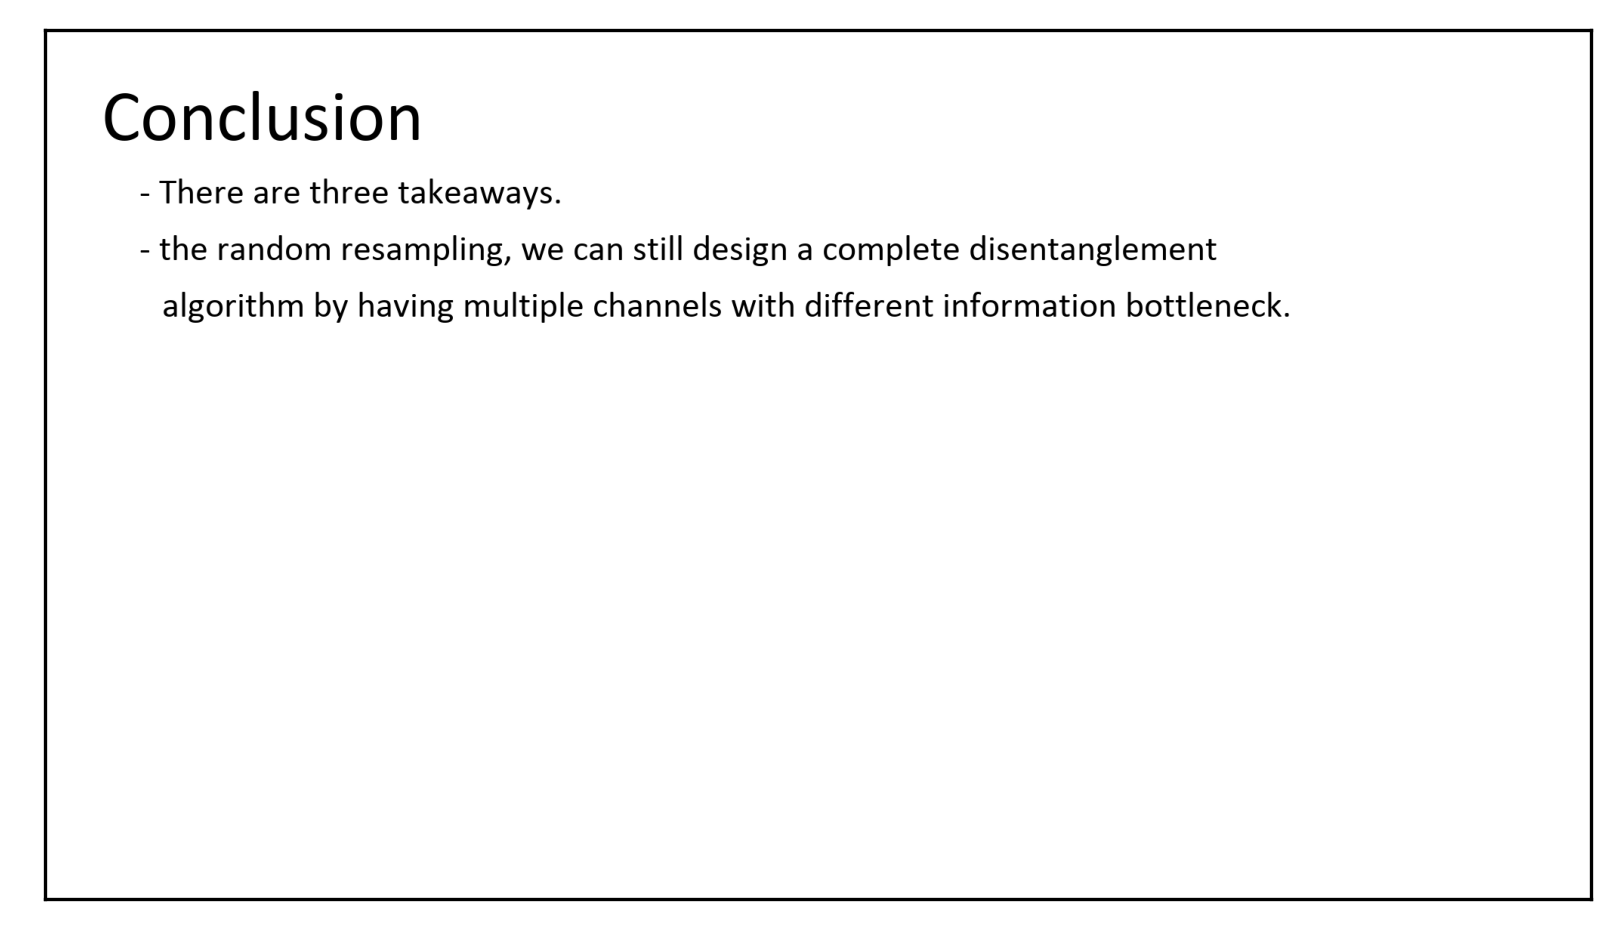 Conclusion
- There are three takeaways.
- the random resampling, we can still design a complete disentanglement
algorithm by having multiple channels with different information bottleneck.